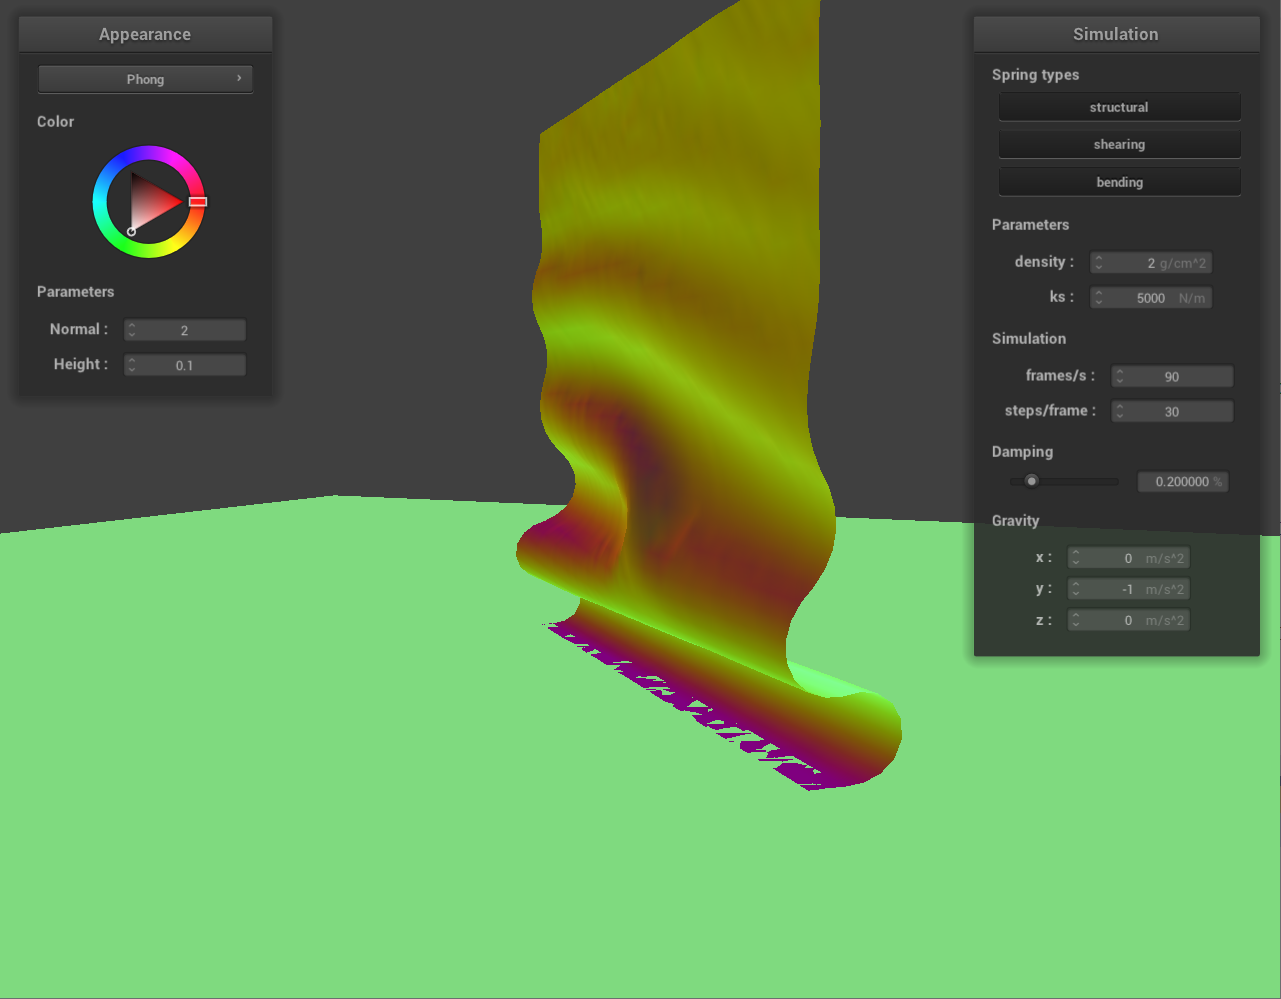 Appearance
Phong
Color
Parameters
Normal : 2
Height : 0.1
Simulation
Spring types
structural
shearing
bending
Parameters
density : 2 g/cm^2
ks : 5000 N/m
Simulation
frames/s : 90
steps/frame : 30
Damping
0.200000 %
Gravity
x : 0 m/s^2
y : -1 m/s^2
z : 0 m/s^2